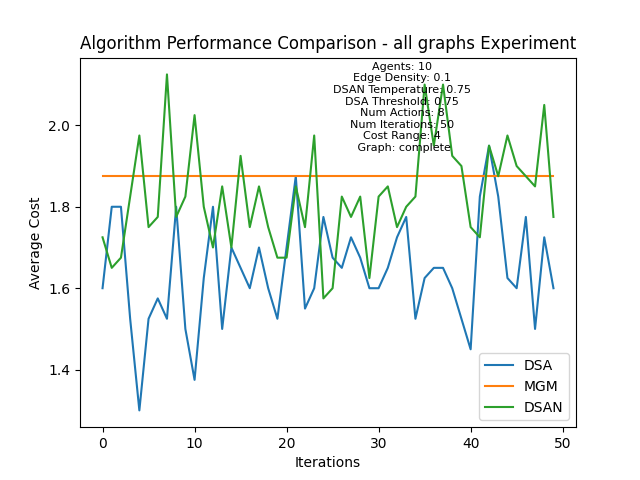 Algorithm Performance Comparison - all graphs Experiment
Agents: 10
Edge Density: 0.1
DSAN Temperature: 0.75
DSA Threshold: 0.75
Num Actions: 8
Num Iterations: 50
Cost Range: 4
Graph: complete
Average Cost
2.0
1.8
1.6
1.4
0
10
20
30
40
50
Iterations
DSA
MGM
DSAN